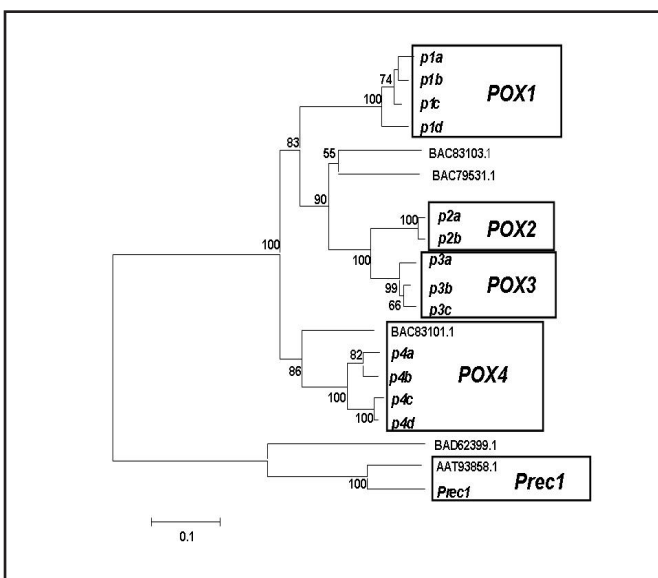 p1a
74
p1b
POX1
100
p1c
p1d
83
55
BAC83103.1
BAC79531.1
90
100
p2a
POX2
p2b
100
100
p3a
POX3
99
p3b
66
p3c
BAC83101.1
82
p4a
86
p4b
POX4
100
p4c
100
p4d
BAD62399.1
AAT93858.1
Prec1
100
Prec1
0.1